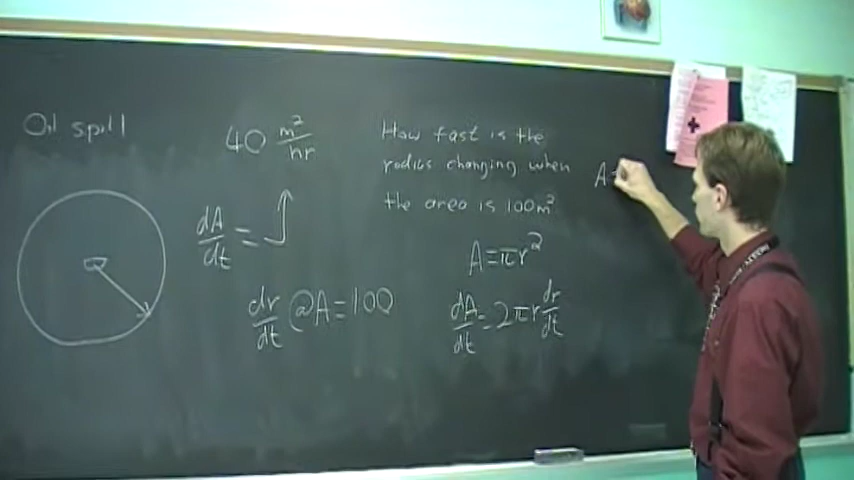 Oil spill
40 m²/hr
dA/dt =
dr/dt @A=100
How fast is the
radius changing when
the area is 100m²
A=πr²
dA/dt = 2πr dr/dt
A=